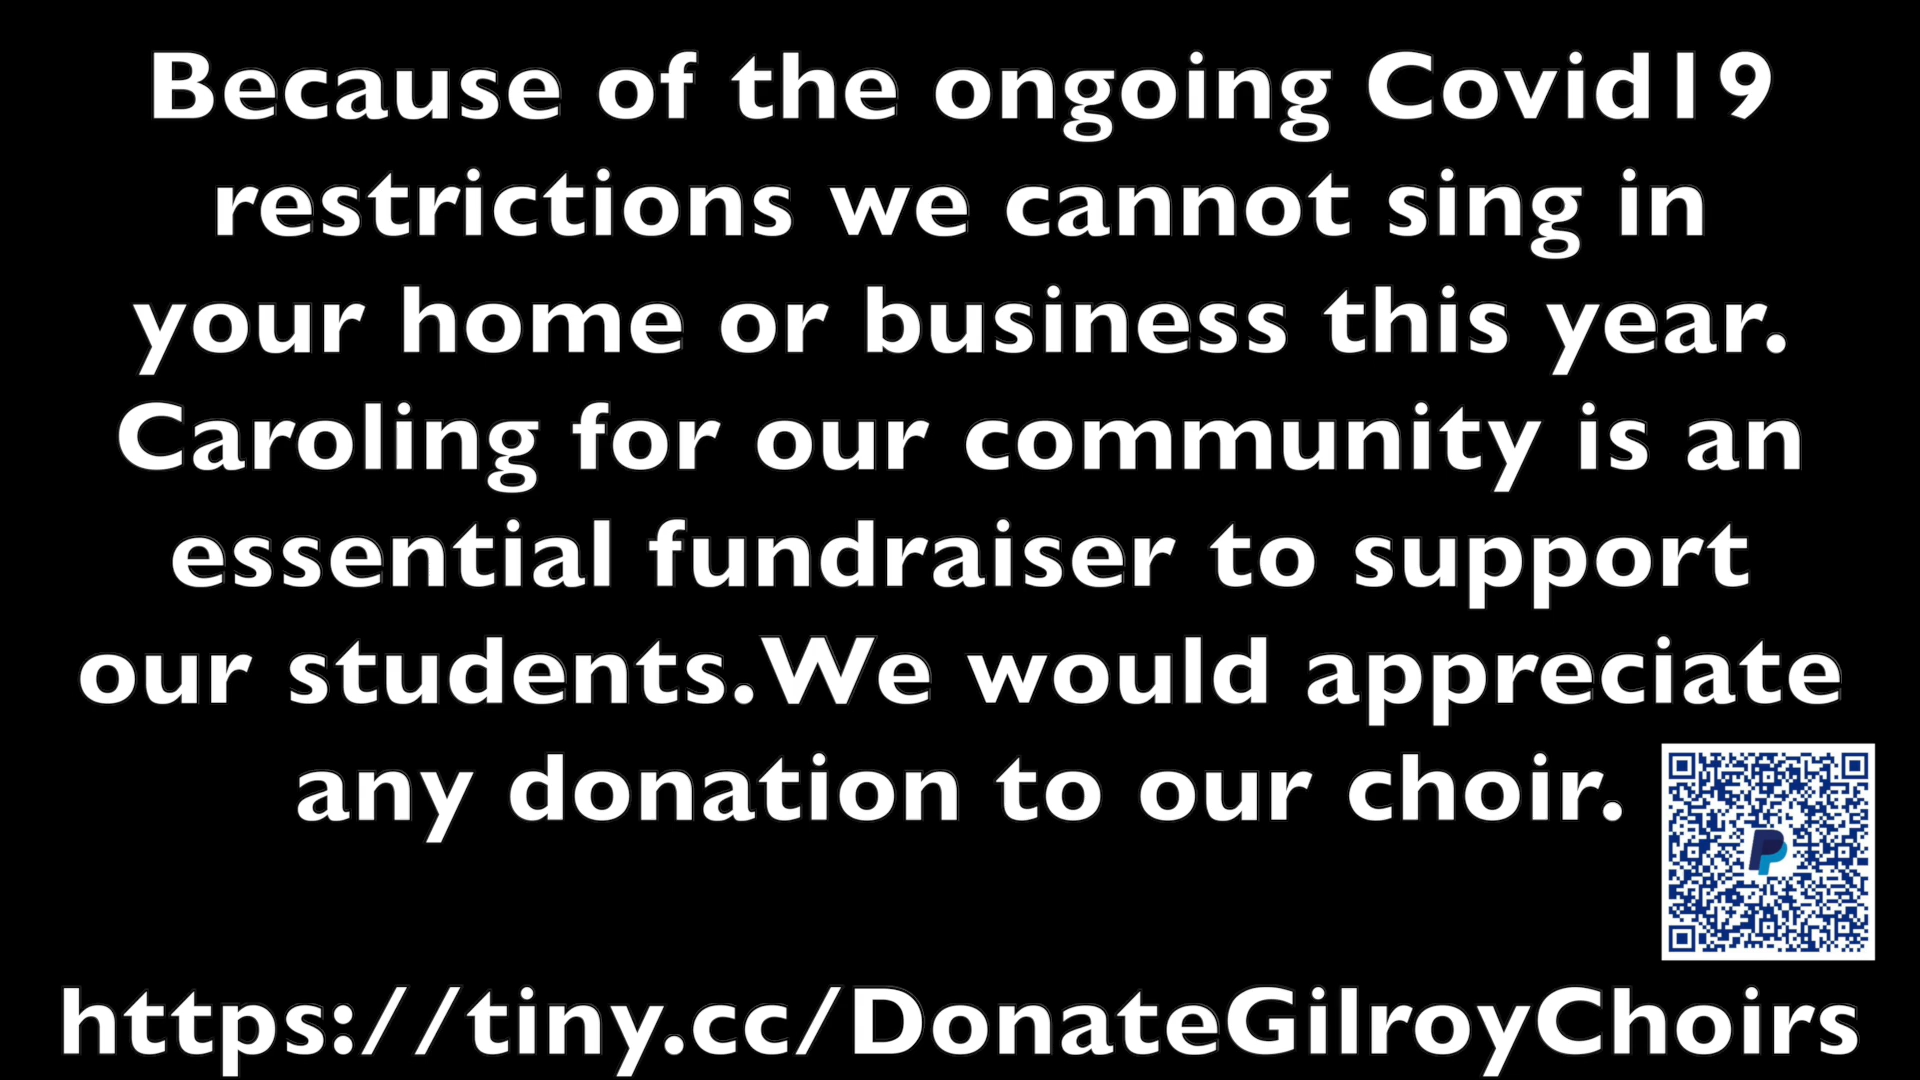 Because of the ongoing Covid19
restrictions we cannot sing in
your home or business this year.
Caroling for our community is an
essential fundraiser to support
our students. We would appreciate
any donation to our choir.
https://tiny.cc/DonateGilroyChoirs